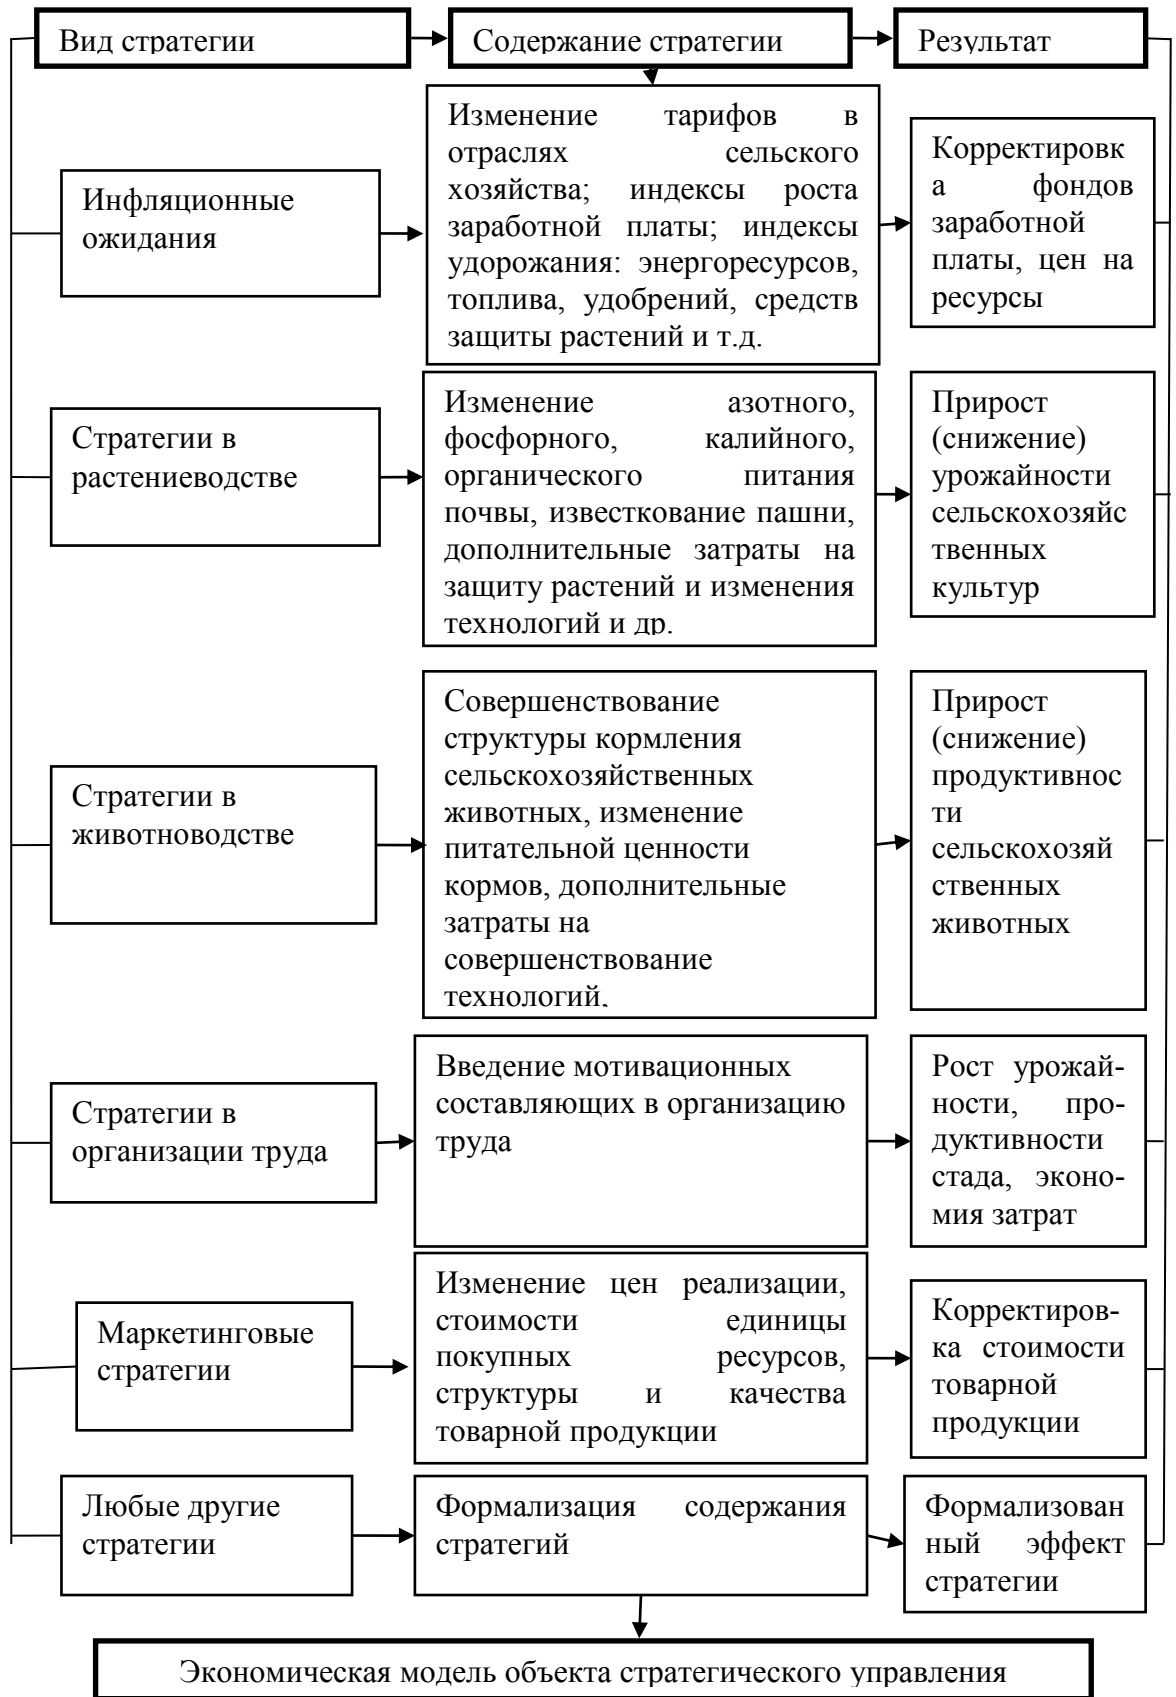 Вид стратегии
Содержание стратегии
Результат
Инфляционные
ожидания
Изменение тарифов в
отраслях сельского
хозяйства; индексы роста
заработной платы; индексы
удорожания: энергоресурсов,
топлива, удобрений, средств
защиты растений и т.д.
Корректировк
а фондов
заработной
платы, цен на
ресурсы
Стратегии в
растениеводстве
Изменение азотного,
фосфорного, калийного,
органического питания
почвы, известкование пашни,
дополнительные затраты на
защиту растений и изменения
технологий и др.
Прирост
(снижение)
урожайности
сельскохозяйс
твенных
культур
Стратегии в
животноводстве
Совершенствование
структуры кормления
сельскохозяйственных
животных, изменение
питательной ценности
кормов, дополнительные
затраты на
совершенствование
технологий,
Прирост
(снижение)
продуктивнос
ти
сельскохозяй
ственных
животных
Стратегии в
организации труда
Введение мотивационных
составляющих в организацию
труда
Рост урожай-
ности, про-
дуктивности
стада, эконо-
мия затрат
Маркетинговые
стратегии
Изменение цен реализации,
стоимости единицы
покупных ресурсов,
структуры и качества
товарной продукции
Корректиров-
ка стоимости
товарной
продукции
Любые другие
стратегии
Формализация содержания
стратегий
Формализован
ный эффект
стратегии
Экономическая модель объекта стратегического управления